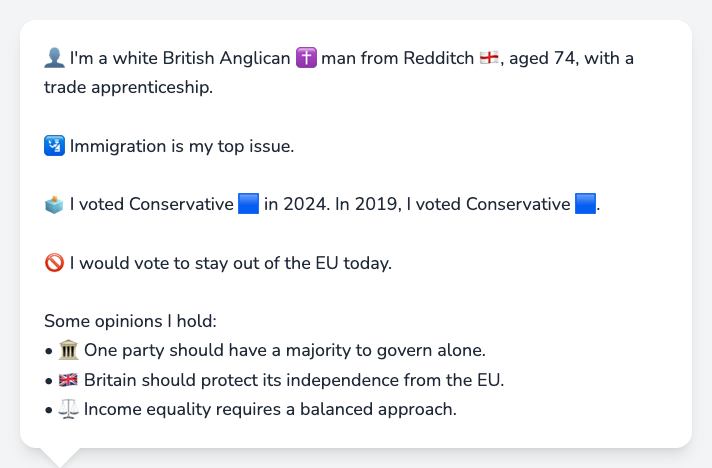 👤 I'm a white British Anglican ✝️ man from Redditch 🏴󠁧󠁢󠁥󠁮󠁧󠁿, aged 74, with a
trade apprenticeship.
🛂 Immigration is my top issue.
🗳️ I voted Conservative 🟦 in 2024. In 2019, I voted Conservative 🟦.
🚫 I would vote to stay out of the EU today.
Some opinions I hold:
• 🏛️ One party should have a majority to govern alone.
• 🇬🇧 Britain should protect its independence from the EU.
• ⚖️ Income equality requires a balanced approach.